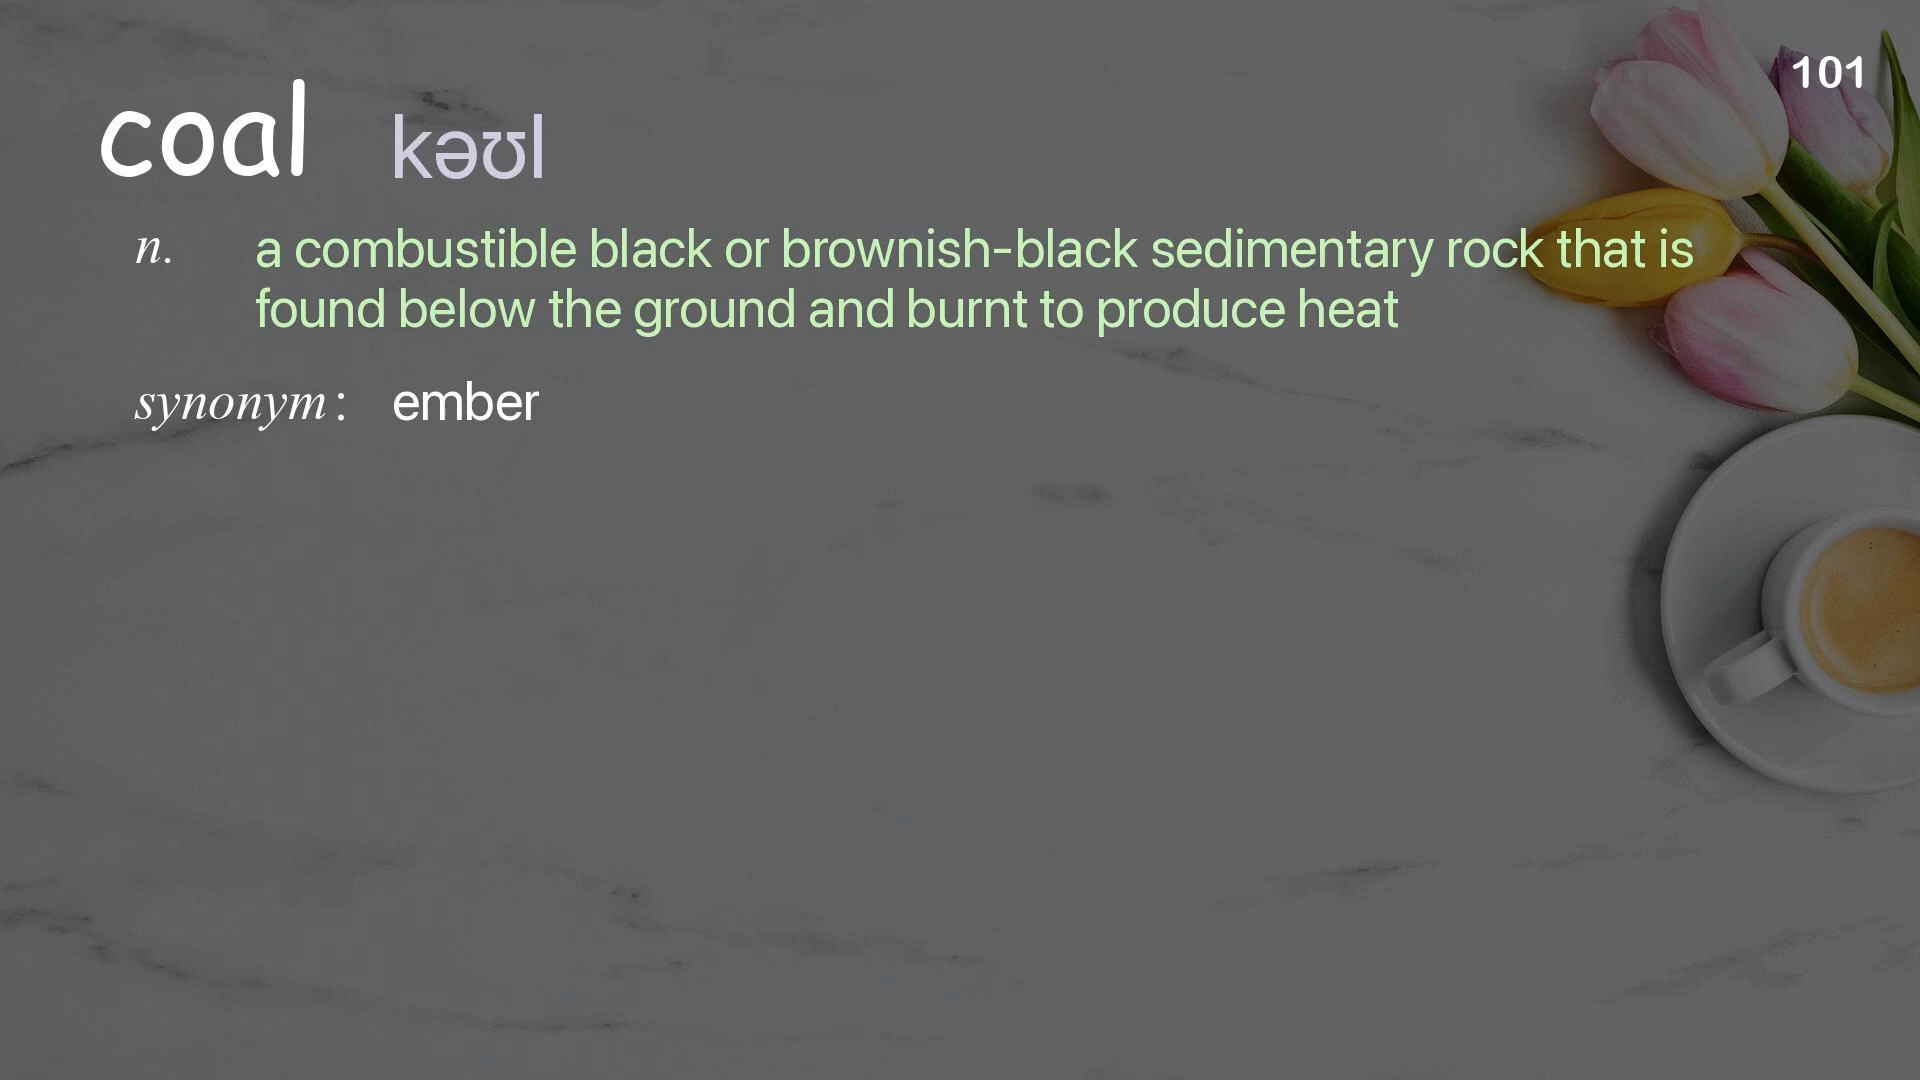 101
coal kəʊl
n. a combustible black or brownish-black sedimentary rock that is
found below the ground and burnt to produce heat
synonym: ember